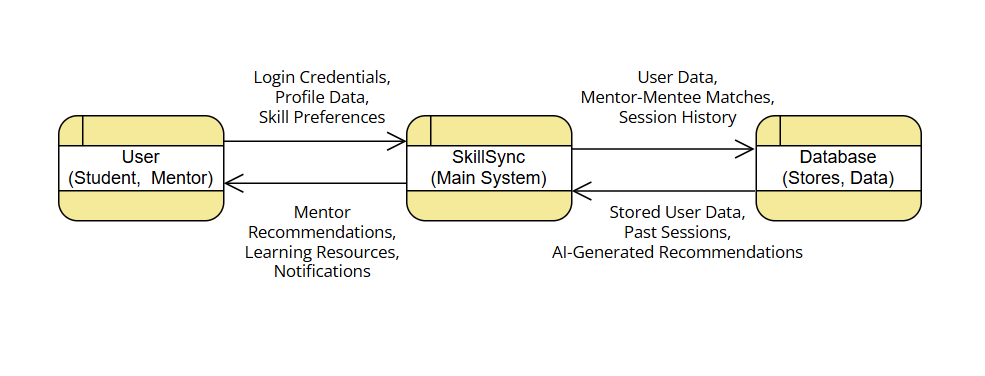 Login Credentials,
Profile Data,
Skill Preferences
User Data,
Mentor-Mentee Matches,
Session History
User
(Student,  Mentor)
SkillSync
(Main System)
Database
(Stores, Data)
Mentor
Recommendations,
Learning Resources,
Notifications
Stored User Data,
Past Sessions,
AI-Generated Recommendations